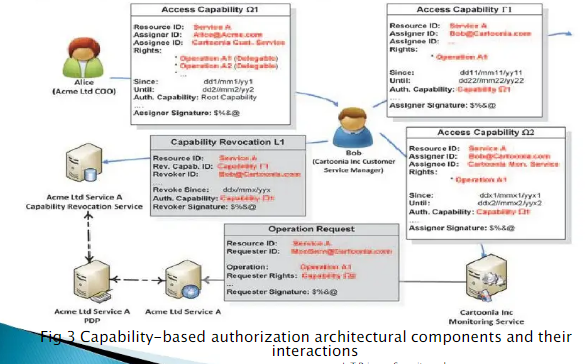 Access Capability Ω1
Resource ID: Service A
Assigner ID: Alice@Acme.com
Assignee ID: Cartoonia Cust. Service
Rights:
* Operation A1 (Delegable)
* Operation A2 (Delegable)
* ...
Since: dd1/mm1/yy1
Until: dd2//mm2/yy2
Auth. Capability: Root Capability
....
Assigner Signature: $%&@
Alice
(Acme Ltd COO)
Access Capability Γ1
Resource ID: Service A
Assigner ID: Bob@Cartoonia.com
Assignee ID: ...
Rights:
* Operation A1
Since: dd11/mm11/yy11
Until: dd22/mm22/yy22
Auth. Capability: Capability Ω1
....
Assigner Signature: $%&@
Bob
(Cartoonia Inc Customer
Service Manager)
Capability Revocation L1
Resource ID: Service A
Rev. Capab. ID: Capability Γ1
Revoker ID: Bob@Cartoonia.com
...
Revoke Since: ddx/mmx/yyx
Auth. Capability: Capability Ω1
Revoker Signature: $%&@
Acme Ltd Service A
Capability Revocation Service
Access Capability Ω2
Resource ID: Service A
Assigner ID: Bob@Cartoonia.com
Assignee ID: Cartoonia Mon. Service
Rights:
* Operation A1
Since: ddx1/mmx1/yyx1
Until: ddx2//mmx2/yyx2
Auth. Capability: Capability Ω1
....
Assigner Signature: $%&@
Operation Request
Resource ID: Service A
Requester ID: MonServ@Cartoonia.com
Operation: Operation A1
Requester Rights: Capability Ω2
...
Requester Signature: $%&@
Acme Ltd Service A
PDP
Acme Ltd Service A
Cartoonia Inc
Monitoring Service
Fig 3 Capability-based authorization architectural components and their
interactions